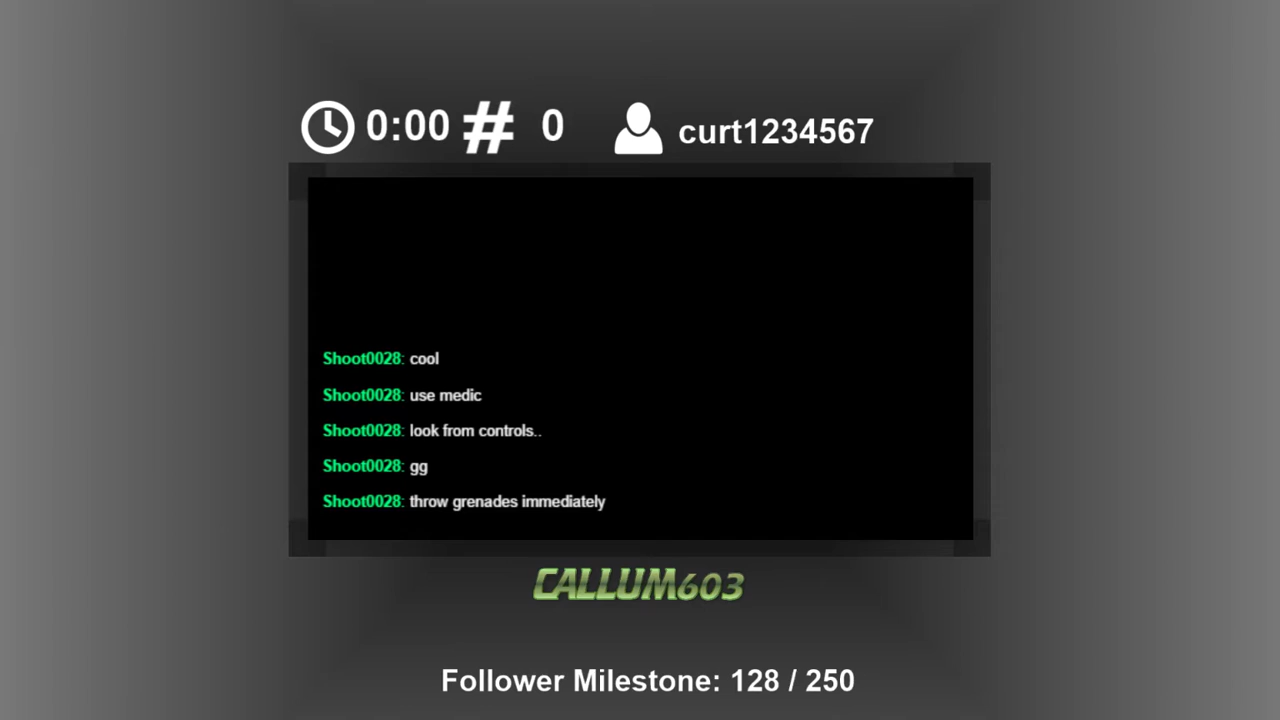 0:00 # 0 curt1234567
Shoot0028: cool
Shoot0028: use medic
Shoot0028: look from controls..
Shoot0028: gg
Shoot0028: throw grenades immediately
CALLUM603
Follower Milestone: 128 / 250